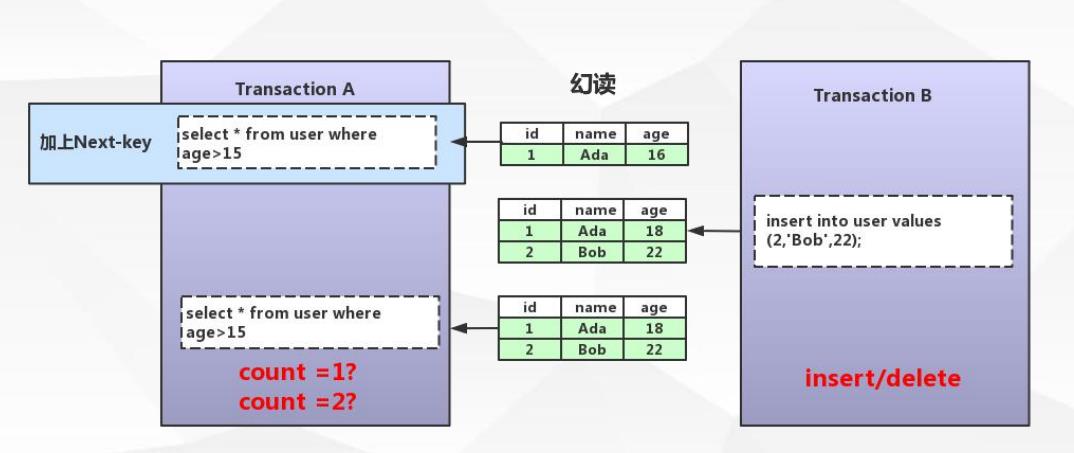 幻读
Transaction A
加上Next-key
select * from user where
age>15
id name age
1 Ada 16
Transaction B
id name age
1 Ada 18
2 Bob 22
insert into user values
(2,'Bob',22);
select * from user where
age>15
id name age
1 Ada 18
2 Bob 22
count =1?
count =2?
insert/delete